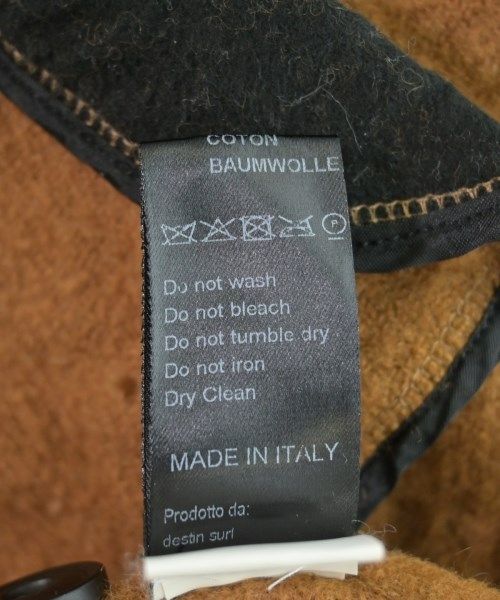 COTON
BAUMWOLLE
P
Do not wash
Do not bleach
Do not tumble dry
Do not iron
Dry Clean
MADE IN ITALY
Prodotto da:
destin surl